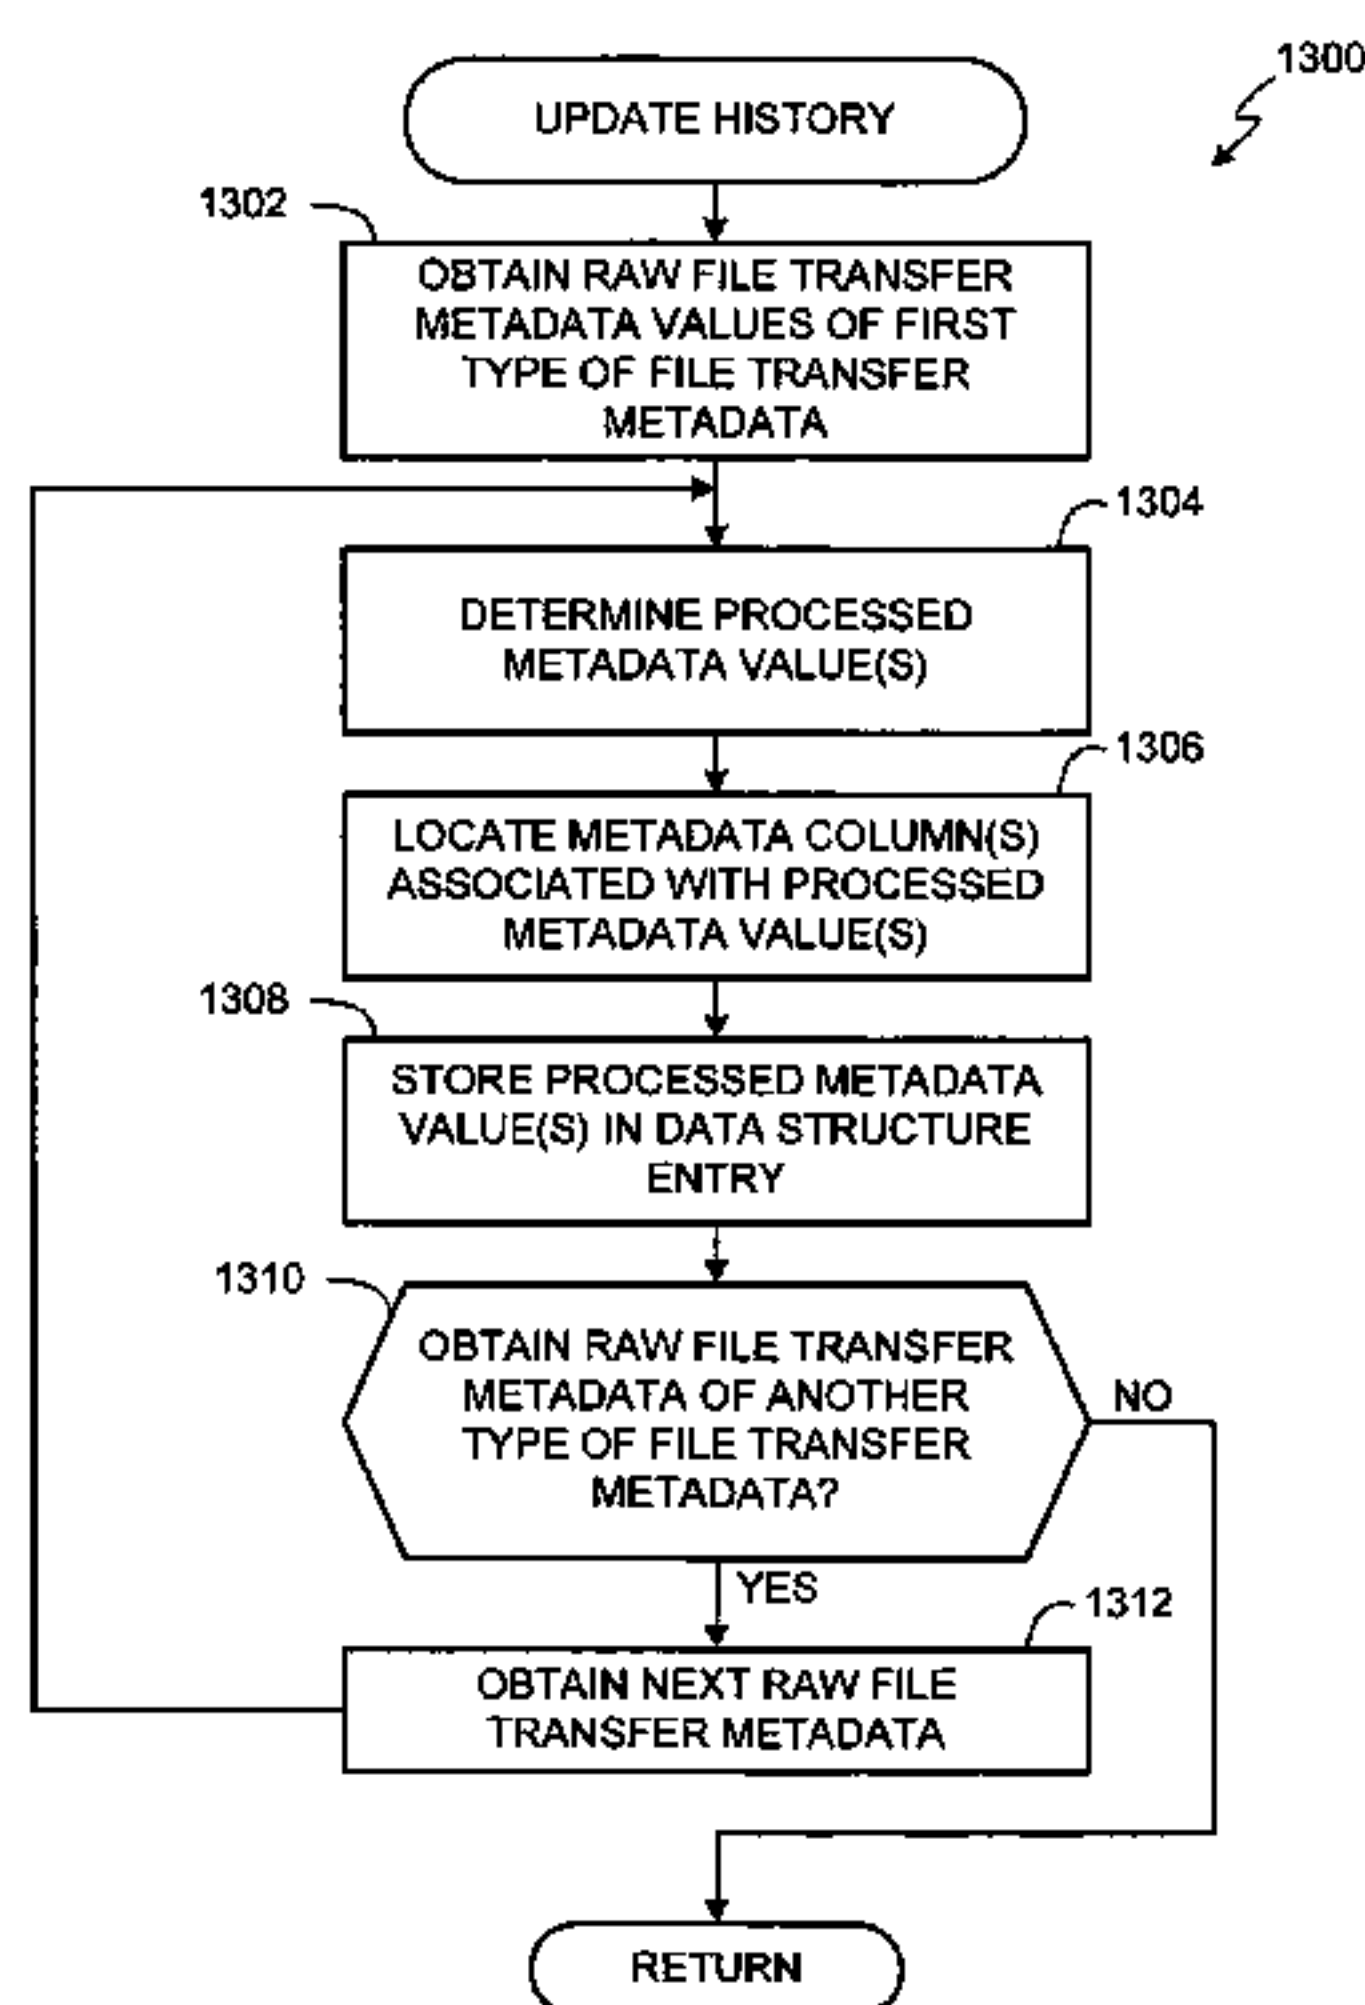 1300
UPDATE HISTORY
1302
OBTAIN RAW FILE TRANSFER
METADATA VALUES OF FIRST
TYPE OF FILE TRANSFER
METADATA
1304
DETERMINE PROCESSED
METADATA VALUE(S)
1306
LOCATE METADATA COLUMN(S)
ASSOCIATED WITH PROCESSED
METADATA VALUE(S)
1308
STORE PROCESSED METADATA
VALUE(S) IN DATA STRUCTURE
ENTRY
1310
OBTAIN RAW FILE TRANSFER
METADATA OF ANOTHER
TYPE OF FILE TRANSFER
METADATA?
NO
YES
1312
OBTAIN NEXT RAW FILE
TRANSFER METADATA
RETURN